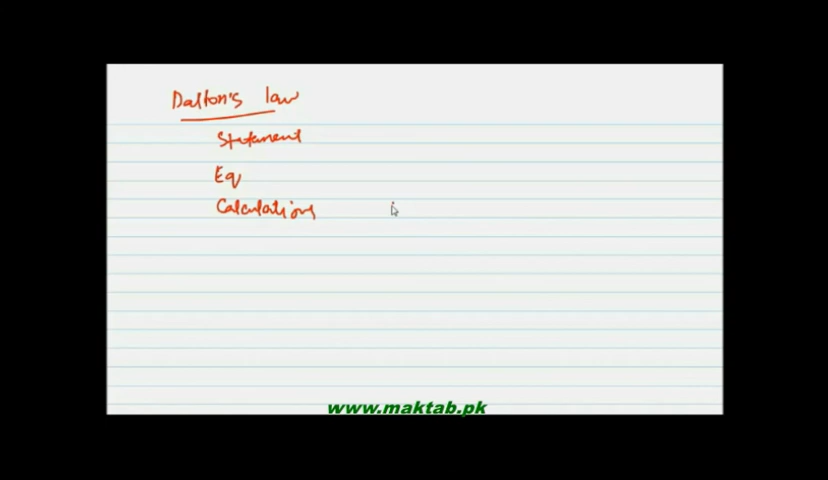 Dalton's law
Statement
Eq
Calculations
www.maktab.pk